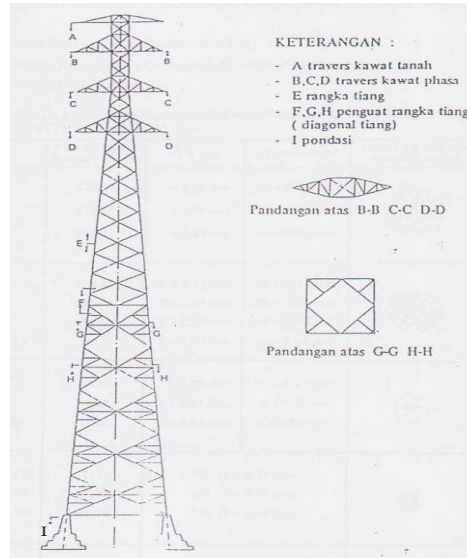 KETERANGAN :
- A travers kawat tanah
- B,C,D travers kawat phasa
- E rangka tiang
- F,G,H penguat rangka tiang
( diagonal tiang)
- I pondasi
Pandangan atas B-B C-C D-D
Pandangan atas G-G H-H
A
B B
C C
D D
E
F
G G
H H
I